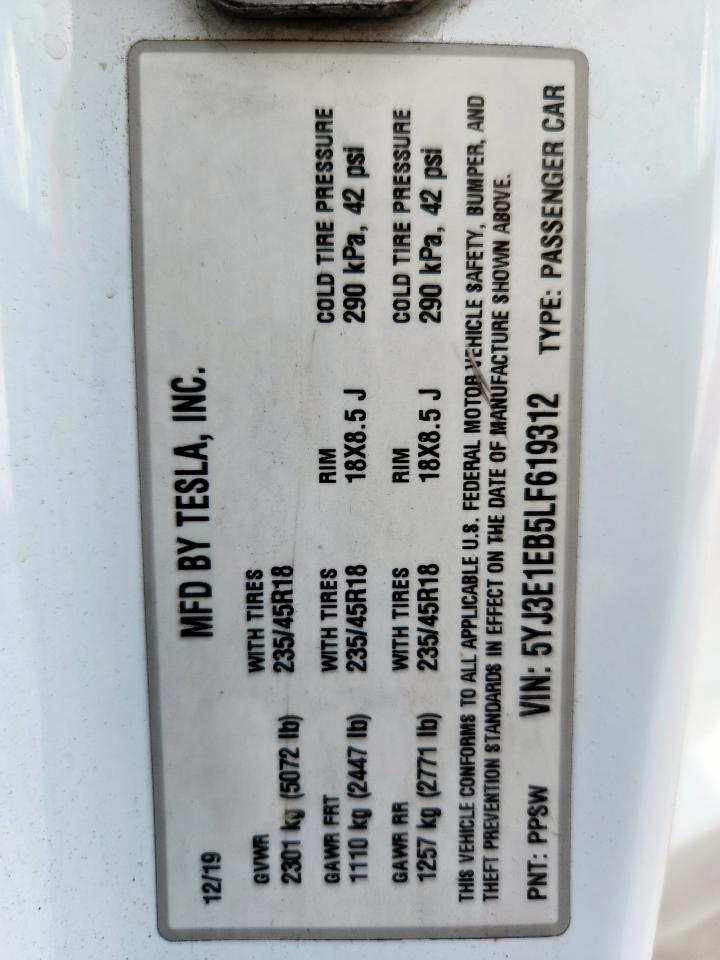 MFD BY TESLA, INC.
12/19
GVWR WITH TIRES
2301 kg (5072 lb) 235/45R18
GAWR FRT WITH TIRES RIM COLD TIRE PRESSURE
1110 kg (2447 lb) 235/45R18 18X8.5 J 290 kPa, 42 psi
GAWR RR WITH TIRES RIM COLD TIRE PRESSURE
1257 kg (2771 lb) 235/45R18 18X8.5 J 290 kPa, 42 psi
THIS VEHICLE CONFORMS TO ALL APPLICABLE U.S. FEDERAL MOTOR VEHICLE SAFETY, BUMPER, AND
THEFT PREVENTION STANDARDS IN EFFECT ON THE DATE OF MANUFACTURE SHOWN ABOVE.
PNT: PPSW VIN: 5YJ3E1EB5LF619312 TYPE: PASSENGER CAR